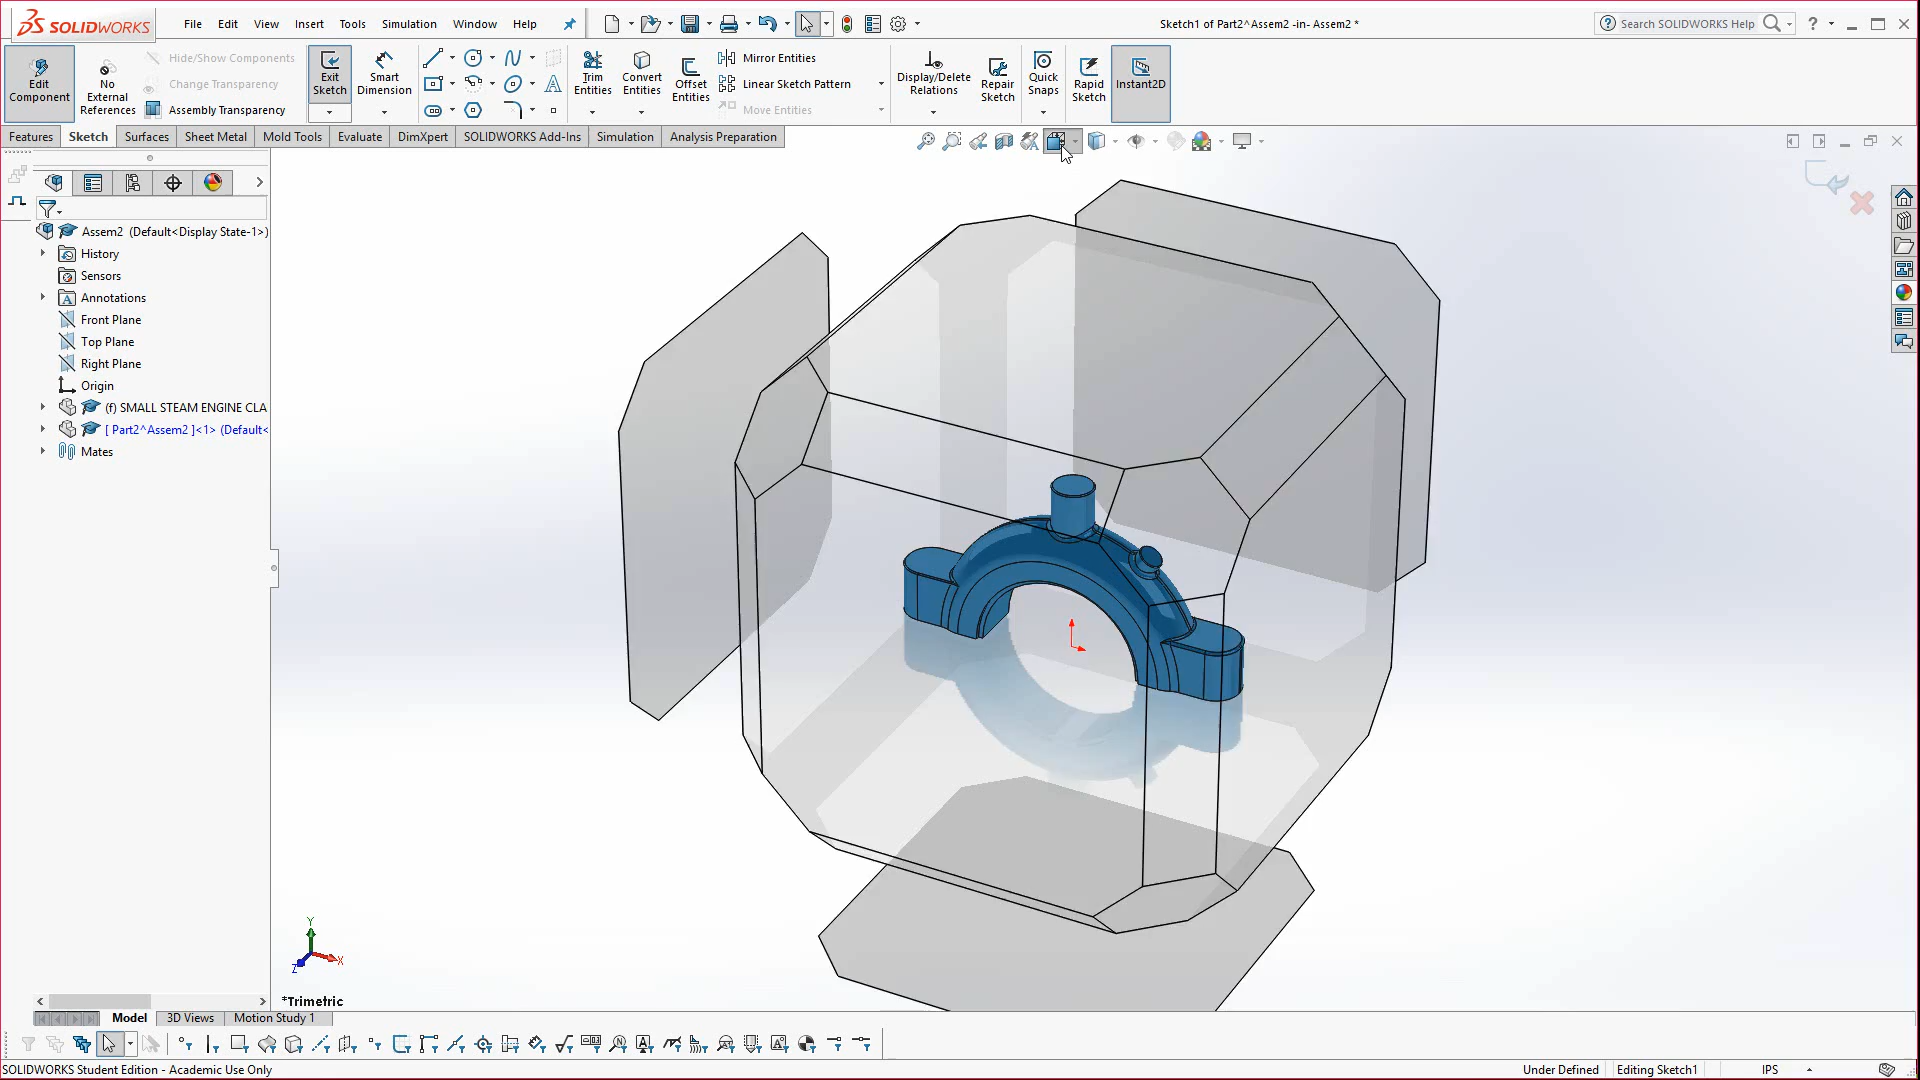 SOLIDWORKS
File Edit View Insert Tools Simulation Window Help
Sketch1 of Part2^Assem2 -in- Assem2 *
Search SOLIDWORKS Help
Edit Component
No External References
Hide/Show Components
Change Transparency
Assembly Transparency
Exit Sketch
Smart Dimension
Trim Entities
Convert Entities
Offset Entities
Mirror Entities
Linear Sketch Pattern
Move Entities
Display/Delete Relations
Repair Sketch
Quick Snaps
Rapid Sketch
Instant2D
Features Sketch Surfaces Sheet Metal Mold Tools Evaluate DimXpert SOLIDWORKS Add-Ins Simulation Analysis Preparation
Assem2 (Default<Display State-1>)
History
Sensors
Annotations
Front Plane
Top Plane
Right Plane
Origin
(f) SMALL STEAM ENGINE CLA
[ Part2^Assem2 ]<1> (Default<
Mates
Y
X
Z
*Trimetric
Model 3D Views Motion Study 1
SOLIDWORKS Student Edition - Academic Use Only
Under Defined Editing Sketch1 IPS